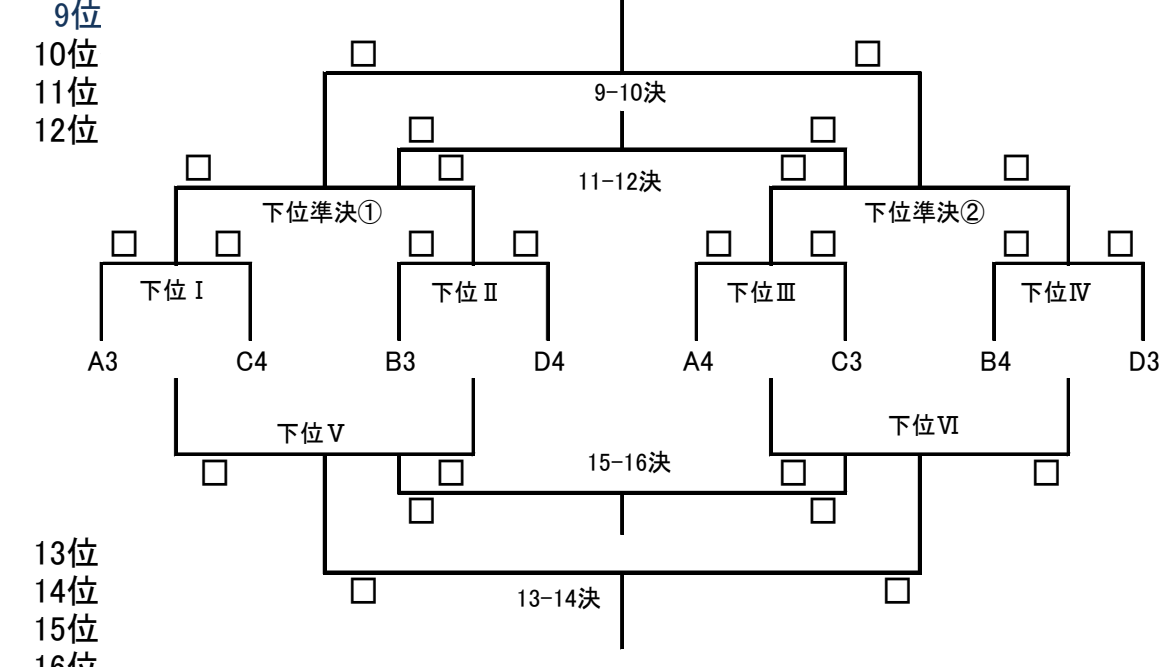 9位
10位
11位
12位
9-10決
11-12決
下位準決①
下位準決②
下位Ⅰ
下位Ⅱ
下位Ⅲ
下位Ⅳ
A3
C4
B3
D4
A4
C3
B4
D3
下位Ⅴ
下位Ⅵ
15-16決
13位
14位
13-14決
15位
16位